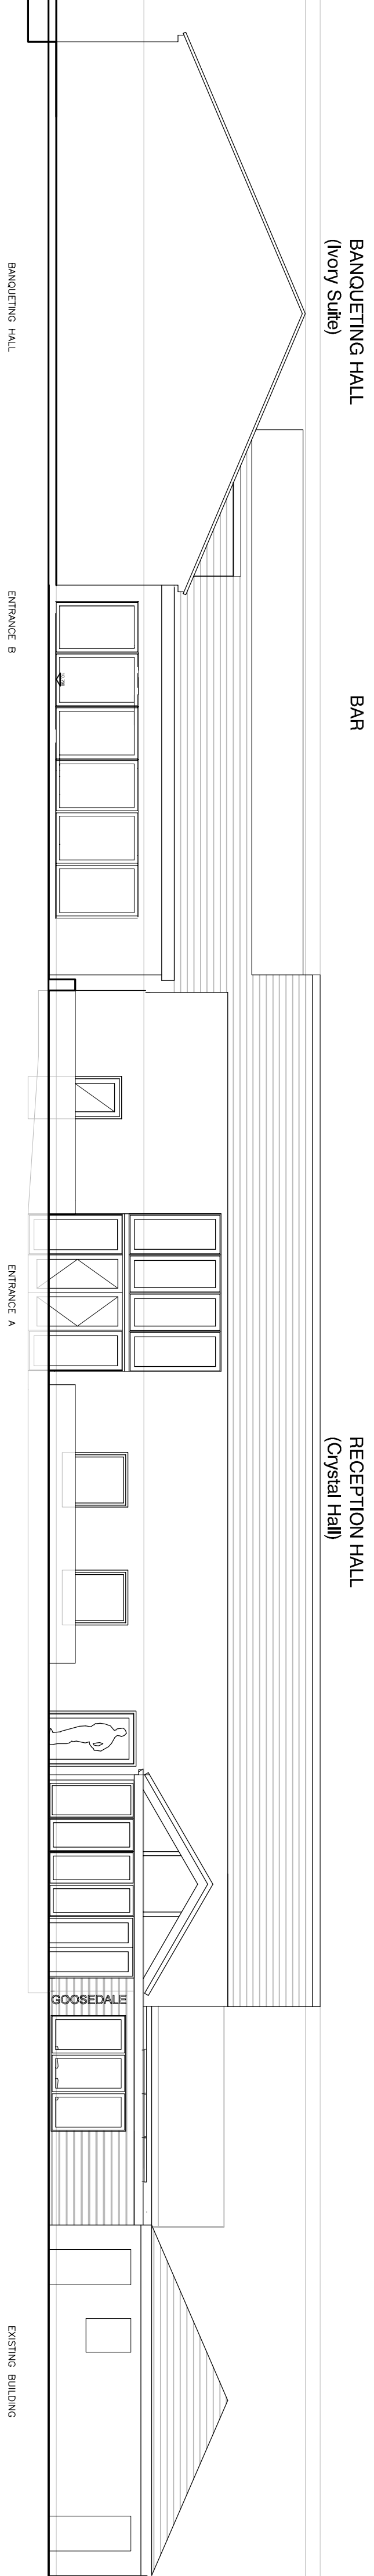 BANQUETING HALL
(Ivory Suite)
BAR
RECEPTION HALL
(Crystal Hall)
GOOSEDALE
BANQUETING HALL
ENTRANCE B
ENTRANCE A
EXISTING BUILDING